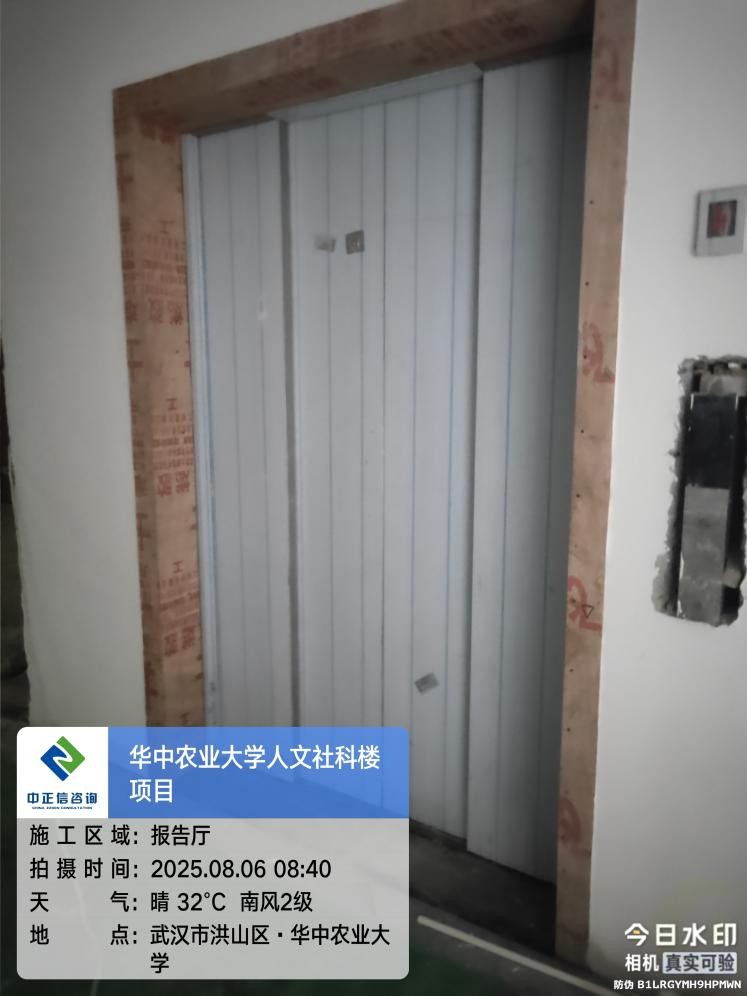 中正信咨询
华中农业大学人文社科楼
项目
施工区域：报告厅
拍摄时间：2025.08.06 08:40
天气：晴 32℃ 南风2级
地点：武汉市洪山区·华中农业大
学
今日水印
相机 真实可验
防伪 B1LRGYMH9HPMWN